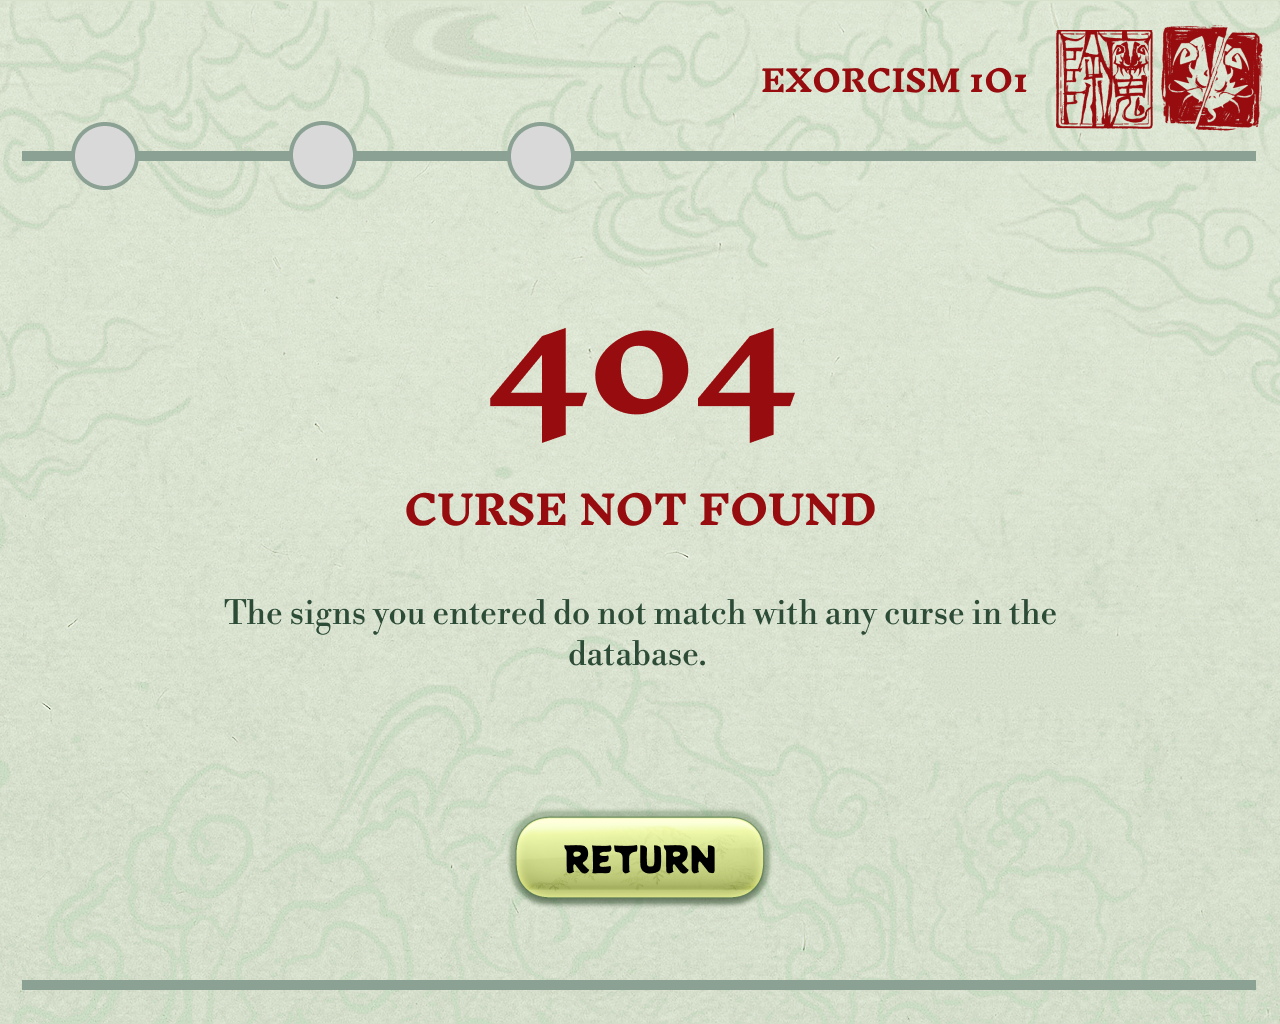 EXORCISM 101
404
CURSE NOT FOUND
The signs you entered do not match with any curse in the
database.
RETURN